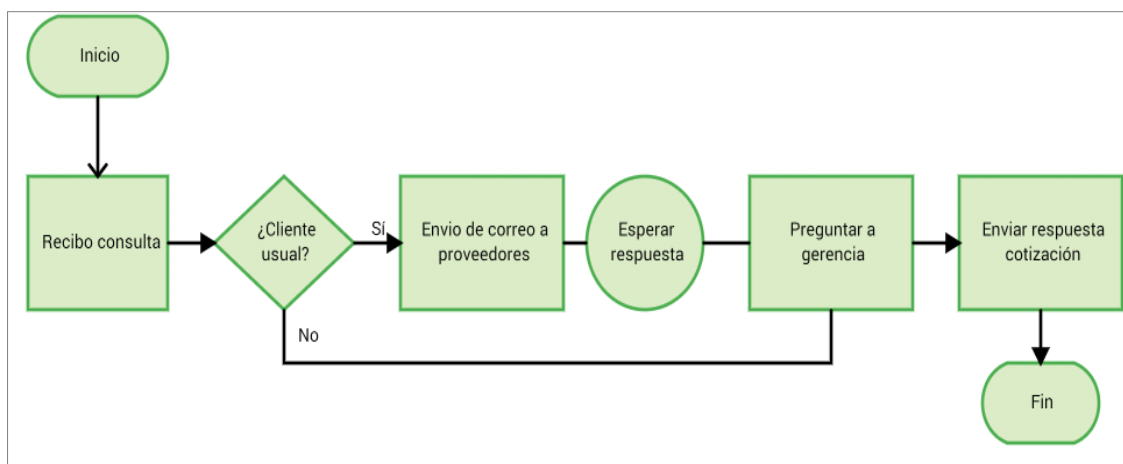 Inicio
Recibo consulta
¿Cliente
usual?
Sí
Envio de correo a
proveedores
Esperar
respuesta
Preguntar a
gerencia
Enviar respuesta
cotización
No
Fin